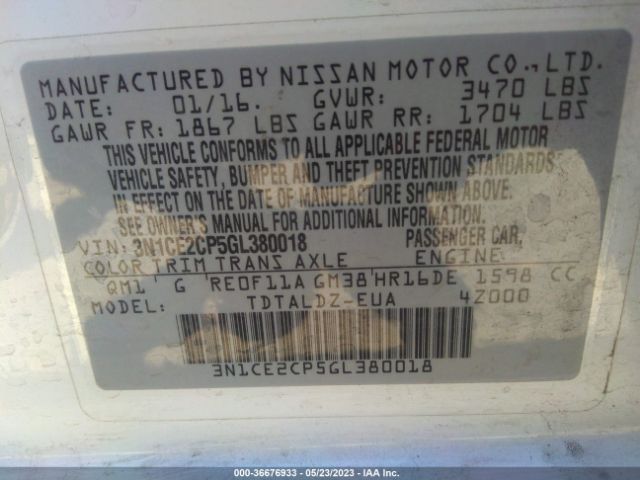 MANUFACTURED BY NISSAN MOTOR CO., LTD.
DATE: 01/16. GVWR: 3470 LBS
GAWR FR: 1867 LBS GAWR RR: 1704 LBS
THIS VEHICLE CONFORMS TO ALL APPLICABLE FEDERAL MOTOR
VEHICLE SAFETY, BUMPER AND THEFT PREVENTION STANDARDS
IN EFFECT ON THE DATE OF MANUFACTURE SHOWN ABOVE.
SEE OWNER'S MANUAL FOR ADDITIONAL INFORMATION.
VIN: 3N1CE2CP5GL380018 PASSENGER CAR,
COLOR TRIM TRANS AXLE ENGINE
QM1 G RE0F11A GM38 HR16DE 1598 CC
MODEL: TDTALDZ-EUA 4Z000
3N1CE2CP5GL380018
000-36676933 - 05/23/2023 - IAA Inc.